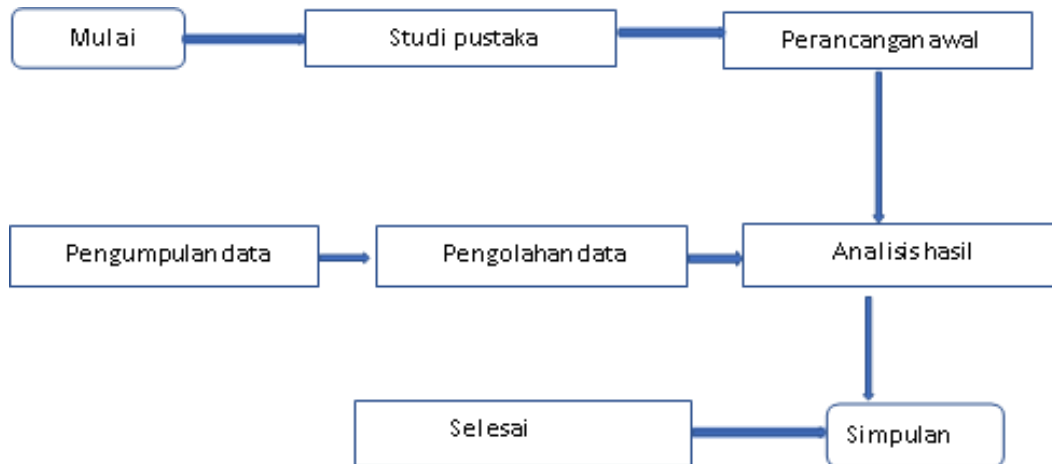 Mulai
Studi pustaka
Perancangan awal
Pengumpulan data
Pengolahan data
Analisis hasil
Selesai
Simpulan